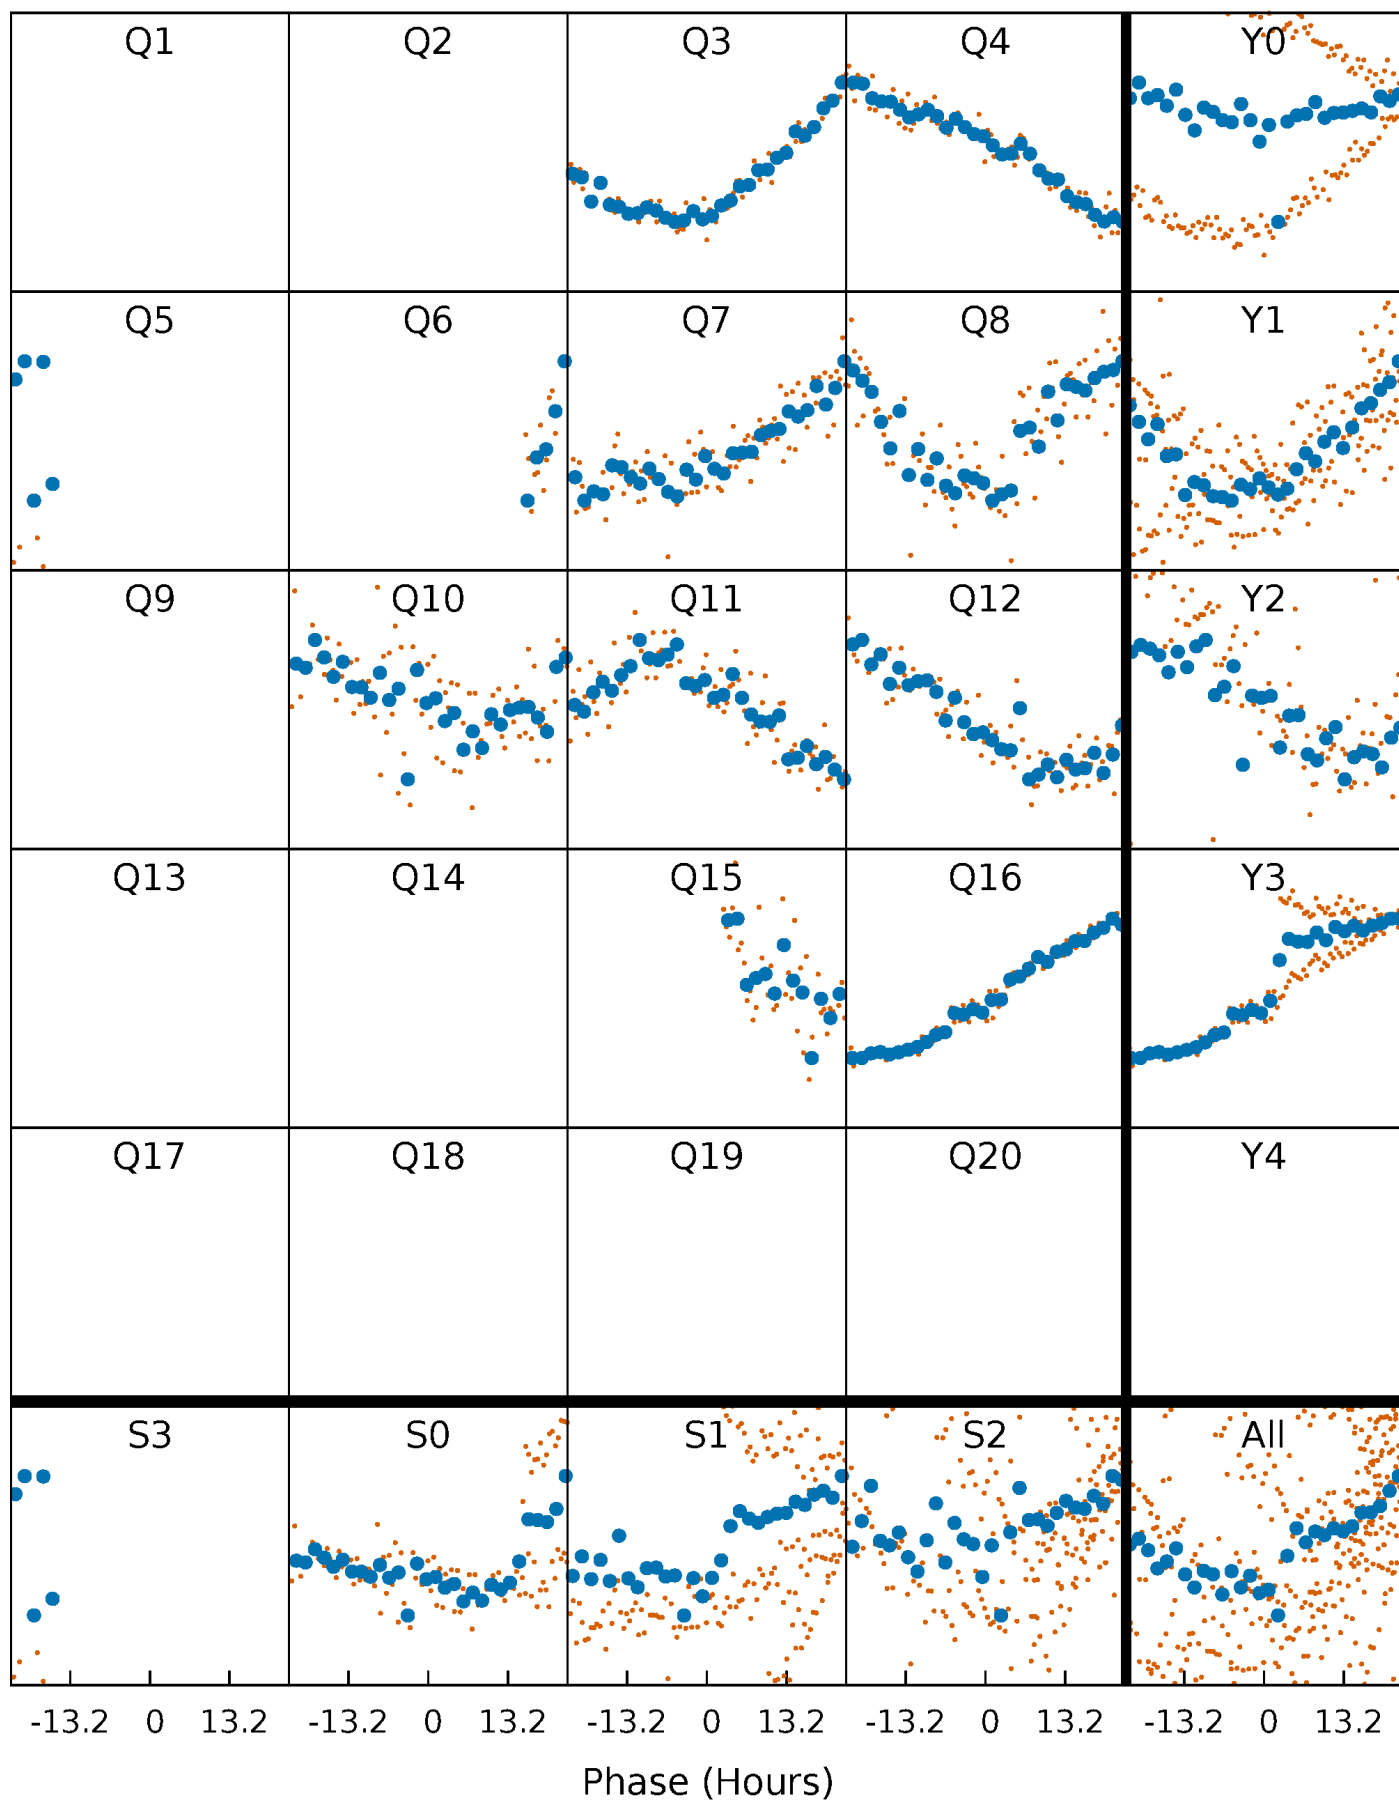 Q1 Q2 Q3 Q4 Y0
Q5 Q6 Q7 Q8 Y1
Q9 Q10 Q11 Q12 Y2
Q13 Q14 Q15 Q16 Y3
Q17 Q18 Q19 Q20 Y4
S3 S0 S1 S2 All
-13.2 0 13.2 -13.2 0 13.2 -13.2 0 13.2 -13.2 0 13.2 -13.2 0 13.2
Phase (Hours)